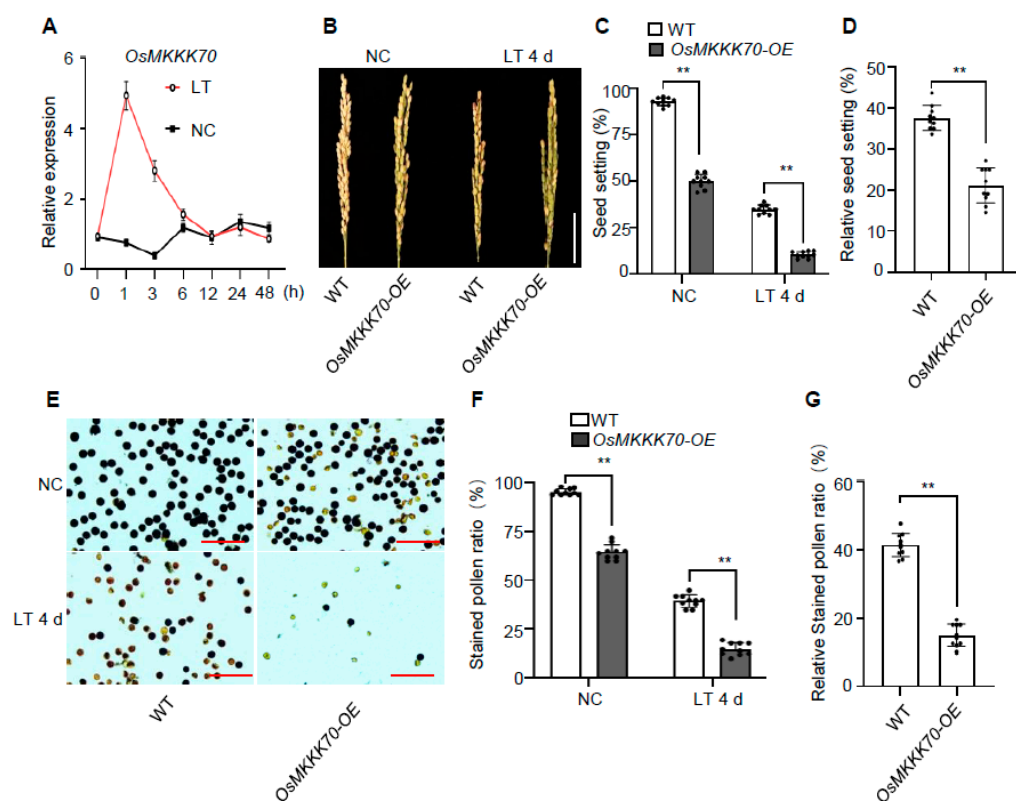 A
OsMKKK70
LT
NC
Relative expression
6
4
2
0
0 1 3 6 12 24 48 (h)
B
NC LT 4 d
WT
OsMKKK70-OE
WT
OsMKKK70-OE
C
WT
OsMKKK70-OE
Seed setting (%)
100
75
50
25
0
**
**
NC LT 4 d
D
Relative seed setting (%)
50
40
30
20
10
0
**
WT
OsMKKK70-OE
E
NC
LT 4 d
WT
OsMKKK70-OE
F
WT
OsMKKK70-OE
Stained pollen ratio (%)
100
75
50
25
0
**
**
NC LT 4 d
G
Relative Stained pollen ratio (%)
60
40
20
0
**
WT
OsMKKK70-OE